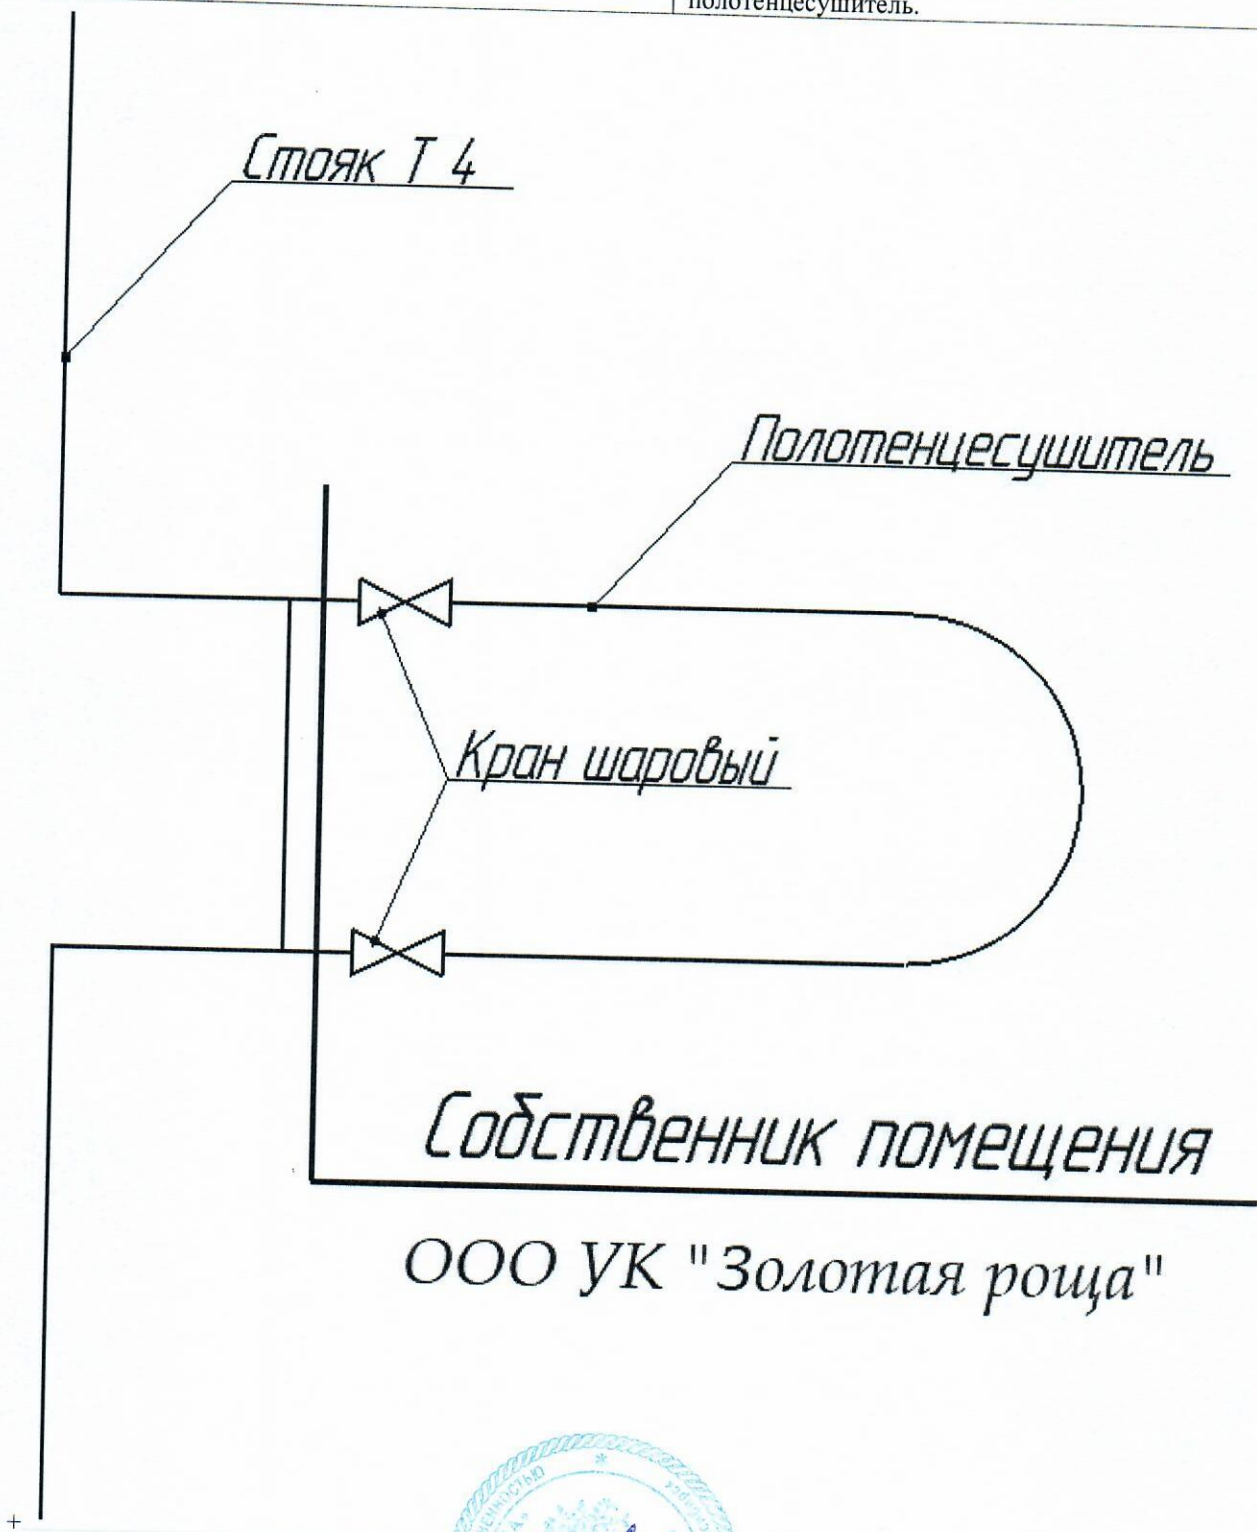 полотенцесушитель.
Стояк Т 4
Полотенцесушитель
Кран шаровый
Собственник помещения
ООО УК "Золотая роща"